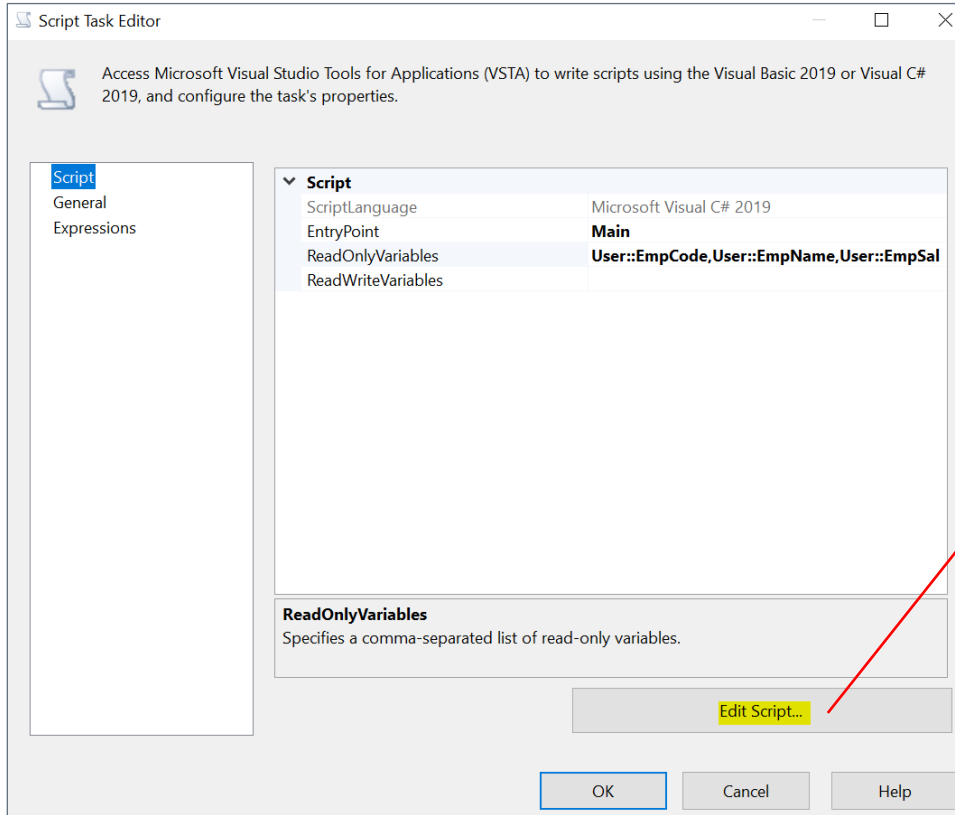 Script Task Editor
Access Microsoft Visual Studio Tools for Applications (VSTA) to write scripts using the Visual Basic 2019 or Visual C#
2019, and configure the task's properties.
Script
General
Expressions
Script
ScriptLanguage Microsoft Visual C# 2019
EntryPoint Main
ReadOnlyVariables User::EmpCode,User::EmpName,User::EmpSal
ReadWriteVariables
ReadOnlyVariables
Specifies a comma-separated list of read-only variables.
Edit Script...
OK Cancel Help